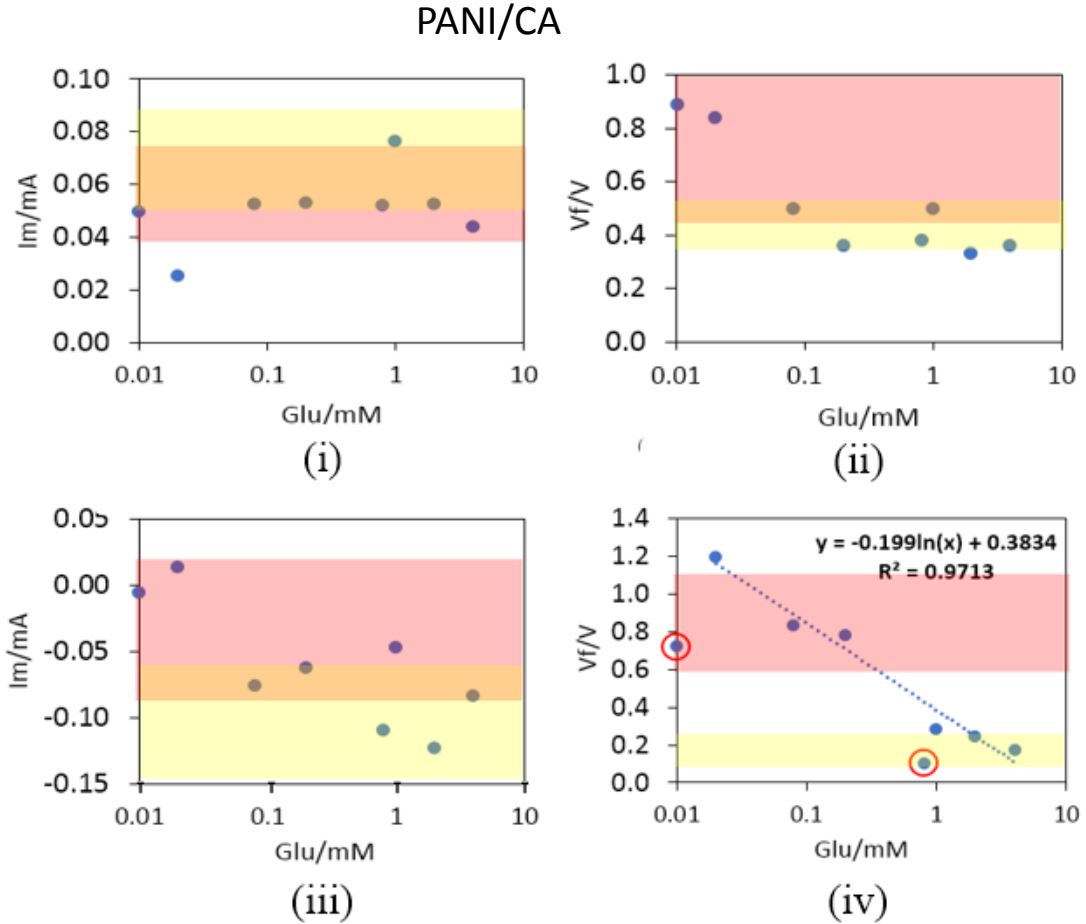 PANI/CA
0.10
0.08
0.06
0.04
0.02
0.00
Im/mA
0.01 0.1 1 10
Glu/mM
(i)
1.0
0.8
0.6
0.4
0.2
0.0
Vf/V
0.01 0.1 1 10
Glu/mM
(
(ii)
0.05
0.00
-0.05
-0.10
-0.15
Im/mA
0.01 0.1 1 10
Glu/mM
(iii)
1.4
1.2
1.0
0.8
0.6
0.4
0.2
0.0
Vf/V
y = -0.199ln(x) + 0.3834
R² = 0.9713
0.01 0.1 1 10
Glu/mM
(iv)